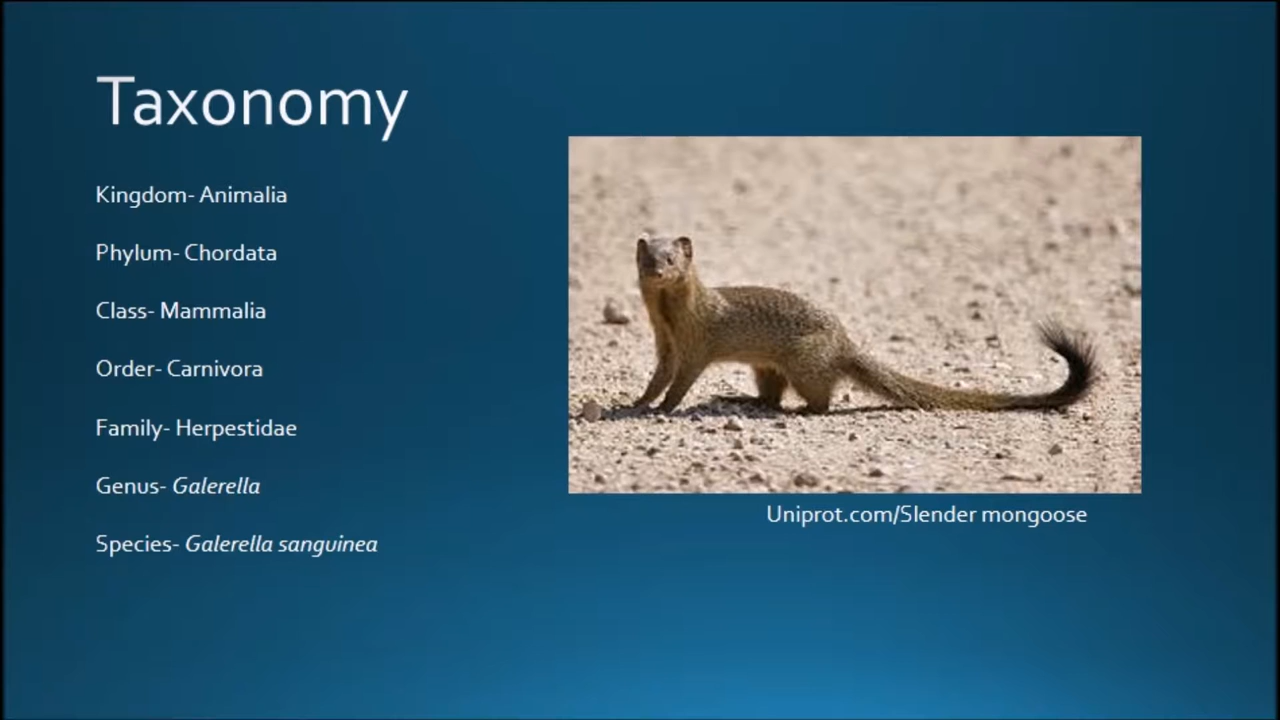 Taxonomy
Kingdom- Animalia
Phylum- Chordata
Class- Mammalia
Order- Carnivora
Family- Herpestidae
Genus- Galerella
Species- Galerella sanguinea
Uniprot.com/Slender mongoose